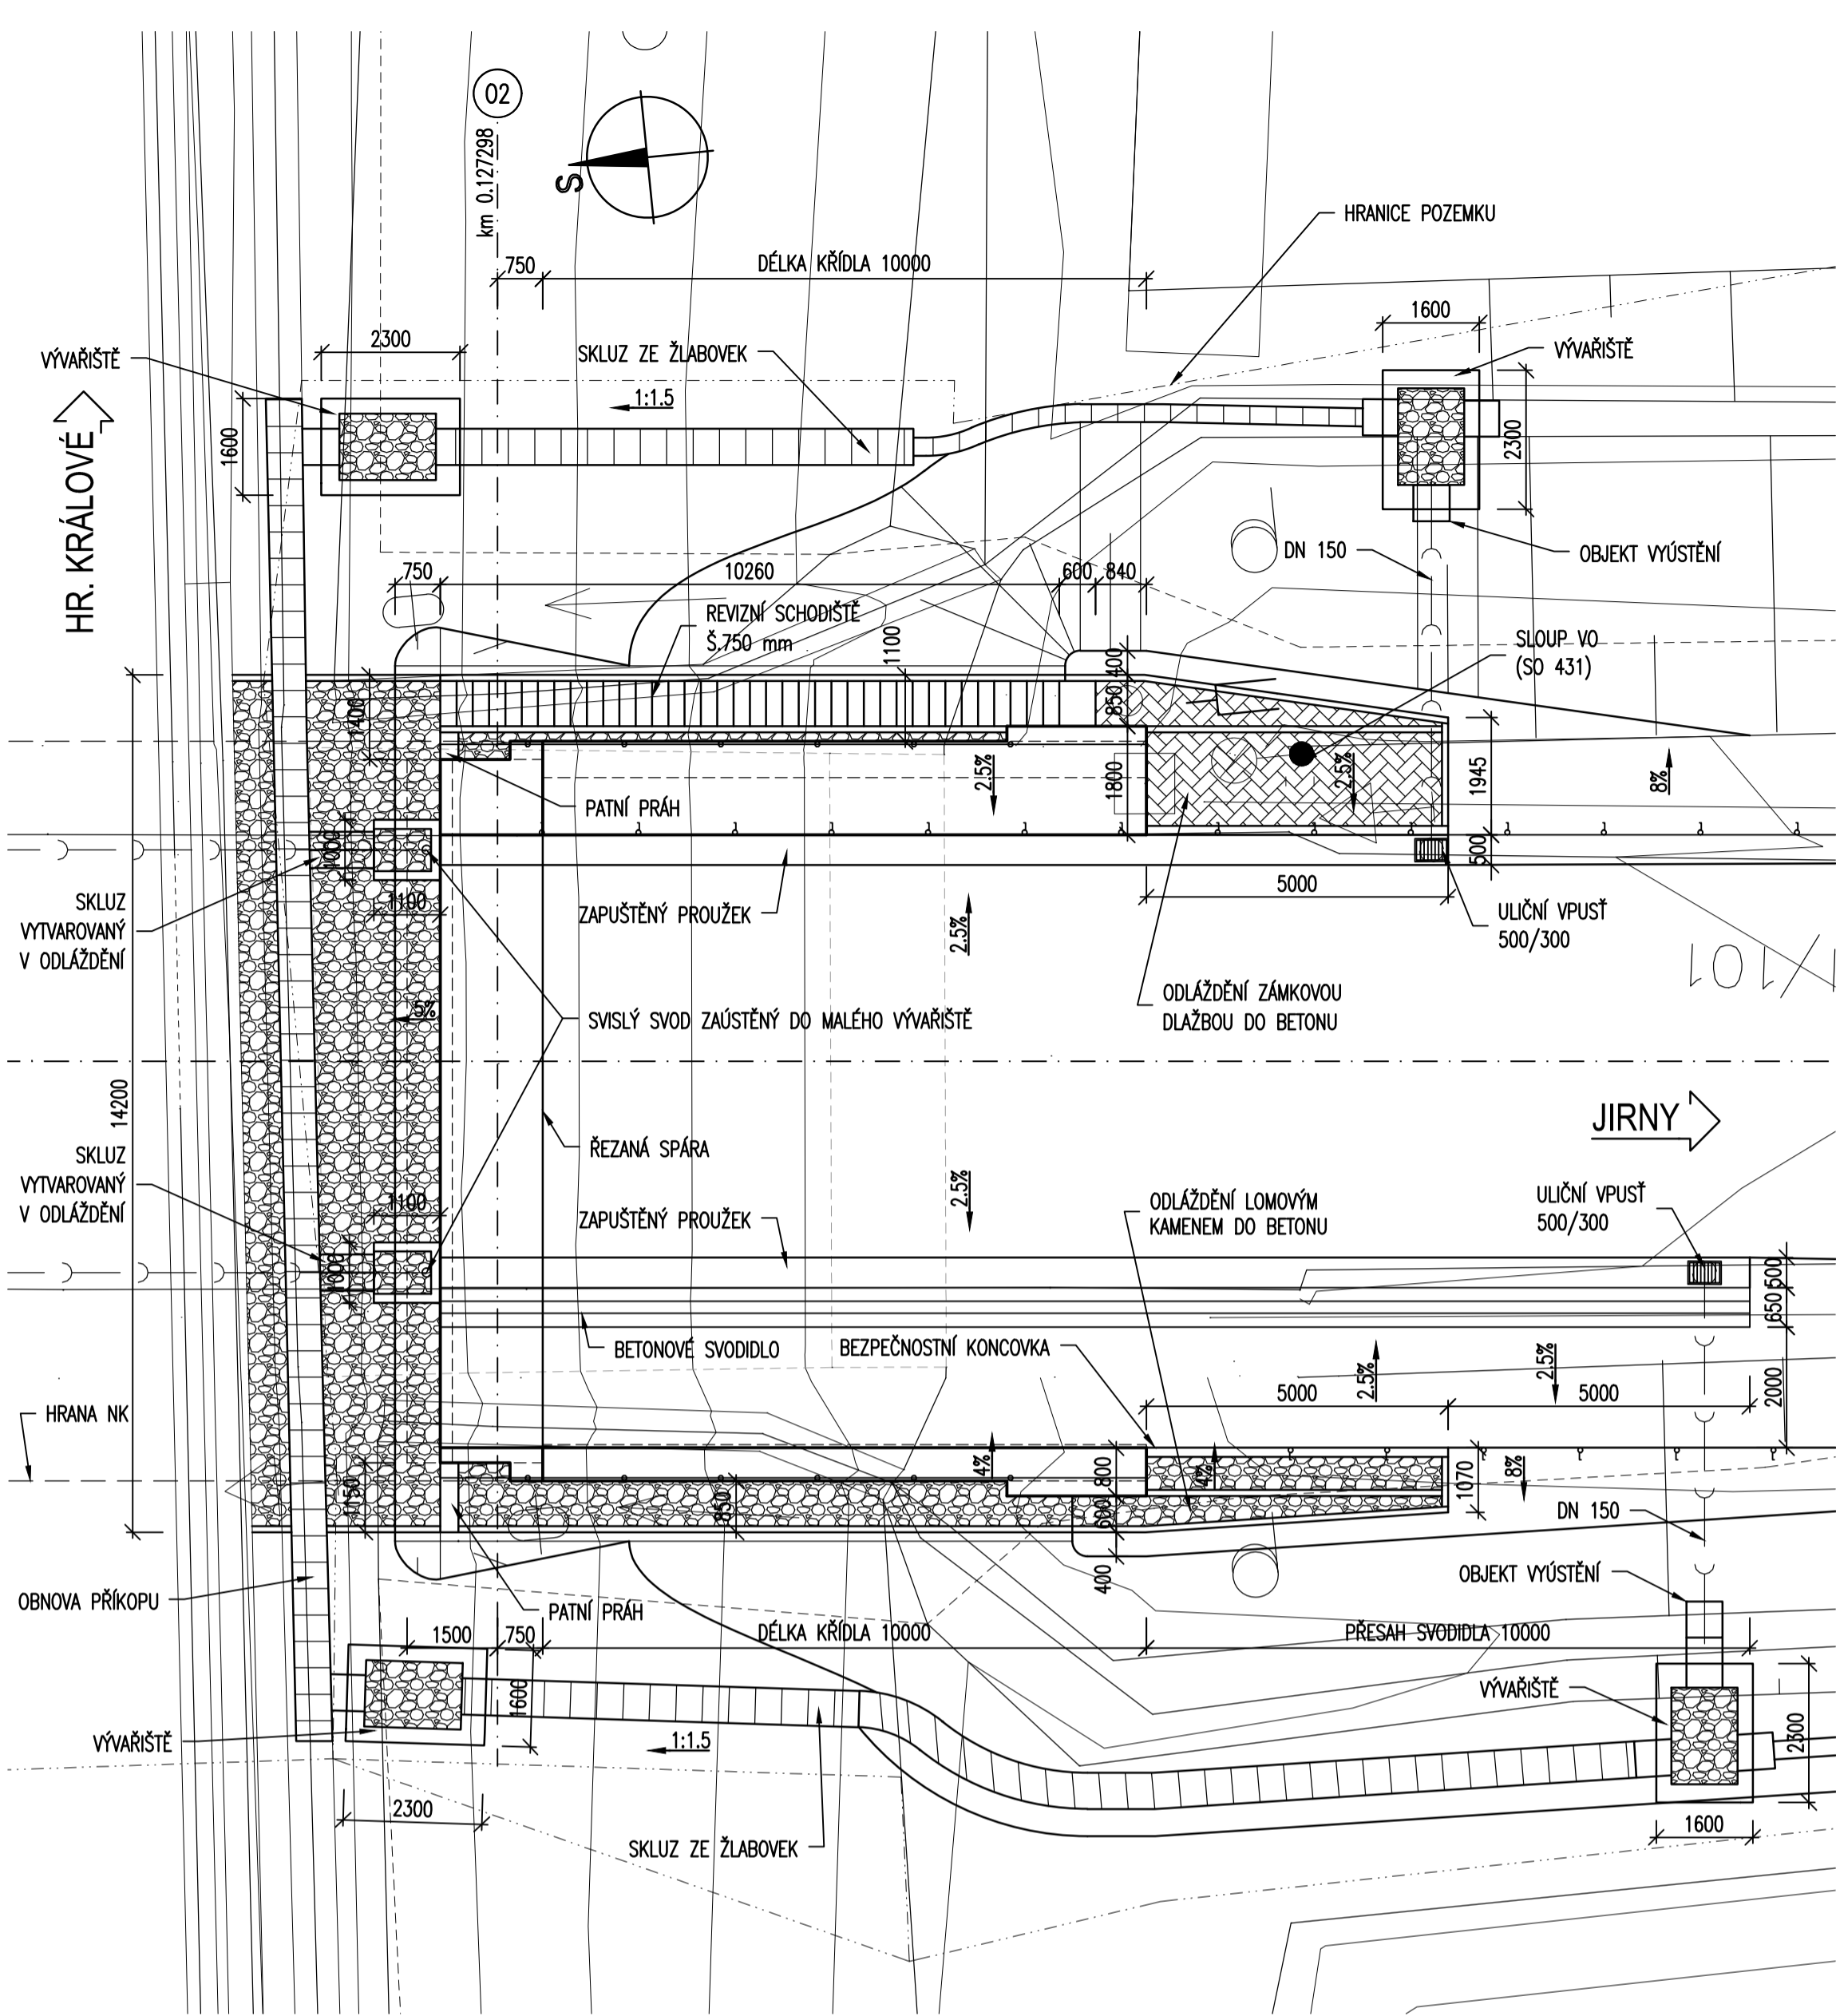 02
km 0.127298
S
HRANICE POZEMKU
750
DÉLKA KŘÍDLA 10000
1600
2300
VÝVAŘIŠTĚ
SKLUZ ZE ŽLABOVEK
VÝVAŘIŠTĚ
1:1.5
1600
2300
HR. KRÁLOVÉ
DN 150
OBJEKT VYÚSTĚNÍ
750
10260
600
840
REVIZNÍ SCHODIŠTĚ
Š.750 mm
1100
400
850
SLOUP VO
(SO 431)
1400
2.5%
1800
2.5%
1945
8%
PATNÍ PRÁH
1000
500
1100
5000
SKLUZ
VYTVAROVANÝ
V ODLÁŽDĚNÍ
ZAPUŠTĚNÝ PROUŽEK
2.5%
ULIČNÍ VPUSŤ
500/300
1/101
ODLÁŽDĚNÍ ZÁMKOVOU
DLAŽBOU DO BETONU
5%
SVISLÝ SVOD ZAÚSTĚNÝ DO MALÉHO VÝVAŘIŠTĚ
14200
JIRNY
ŘEZANÁ SPÁRA
SKLUZ
VYTVAROVANÝ
V ODLÁŽDĚNÍ
1100
2.5%
ZAPUŠTĚNÝ PROUŽEK
ODLÁŽDĚNÍ LOMOVÝM
KAMENEM DO BETONU
ULIČNÍ VPUSŤ
500/300
1000
500
650
BETONOVÉ SVODIDLO
BEZPEČNOSTNÍ KONCOVKA
2.5%
2.5%
5000
5000
2000
HRANA NK
4%
800
4%
1070
8%
1150
850
600
DN 150
400
OBJEKT VYÚSTĚNÍ
OBNOVA PŘÍKOPU
PATNÍ PRÁH
1500
750
DÉLKA KŘÍDLA 10000
PŘESAH SVODIDLA 10000
1600
VÝVAŘIŠTĚ
VÝVAŘIŠTĚ
1:1.5
2300
2300
SKLUZ ZE ŽLABOVEK
1600